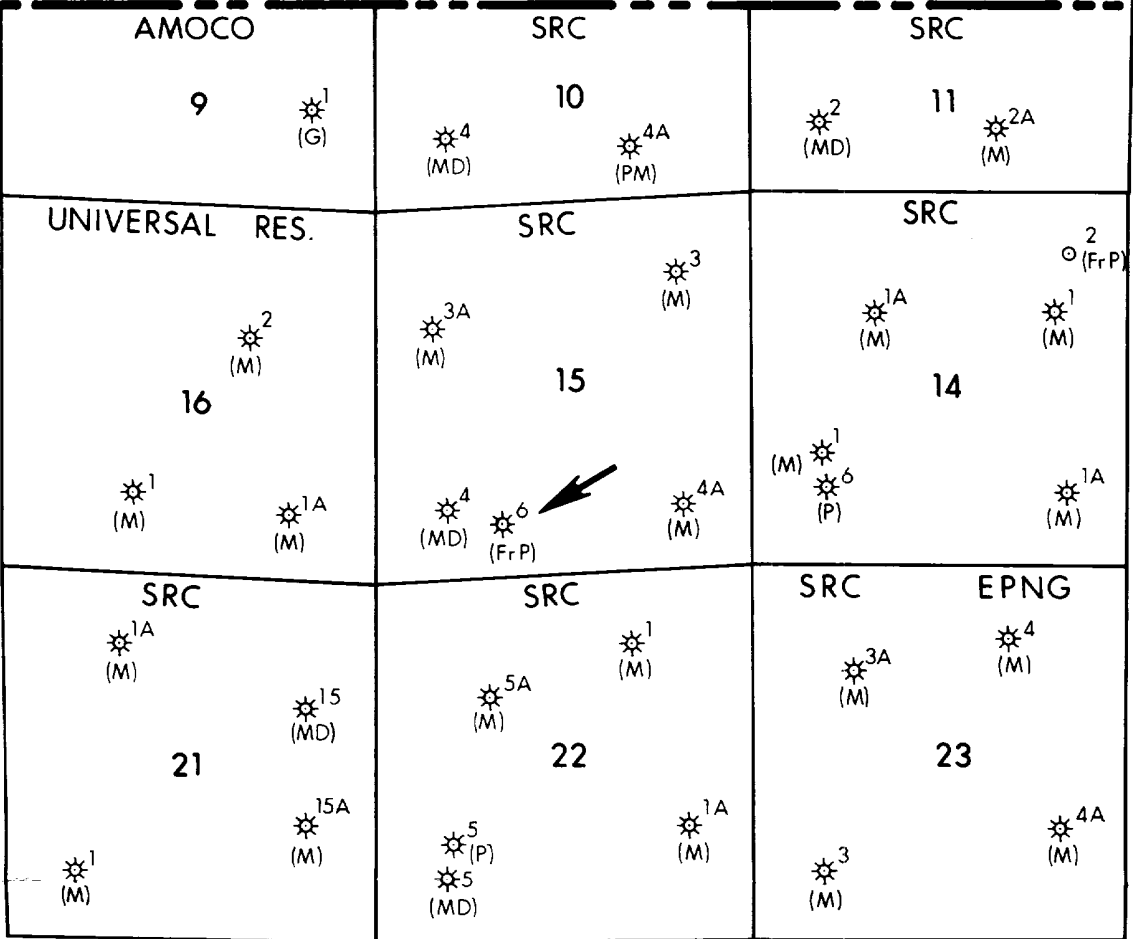 AMOCO
9
1
(G)
SRC
10
4
(MD)
4A
(PM)
SRC
11
2
(MD)
2A
(M)
UNIVERSAL RES.
2
(M)
16
1
(M)
1A
(M)
SRC
3
(M)
3A
(M)
15
4
(MD)
6
(FrP)
4A
(M)
SRC
2
(FrP)
1A
(M)
1
(M)
14
1
(M)
6
(P)
1A
(M)
SRC
1A
(M)
15
(MD)
21
15A
(M)
1
(M)
SRC
1
(M)
5A
(M)
22
1A
(M)
5
(P)
5
(MD)
SRC EPNG
4
(M)
3A
(M)
23
4A
(M)
3
(M)